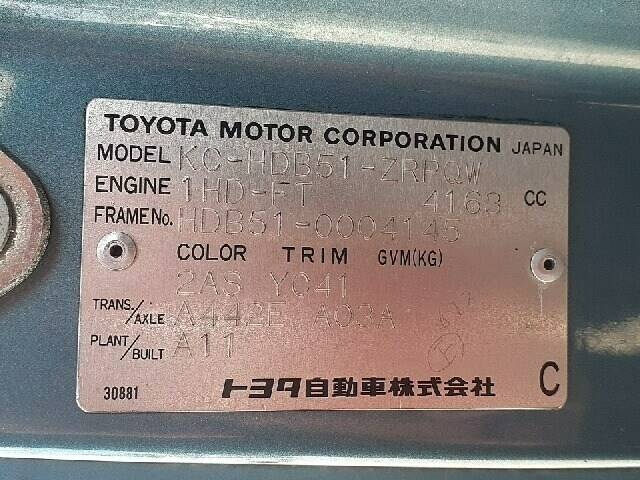 TOYOTA MOTOR CORPORATION JAPAN
MODEL KC-HDB51-ZRPQW
ENGINE 1HD-FT 4163 CC
FRAME No. HDB51-0004145
COLOR TRIM GVM(KG)
2AS YC41
TRANS./AXLE A442E A03A
PLANT/BUILT A11
30881 トヨタ自動車株式会社 C